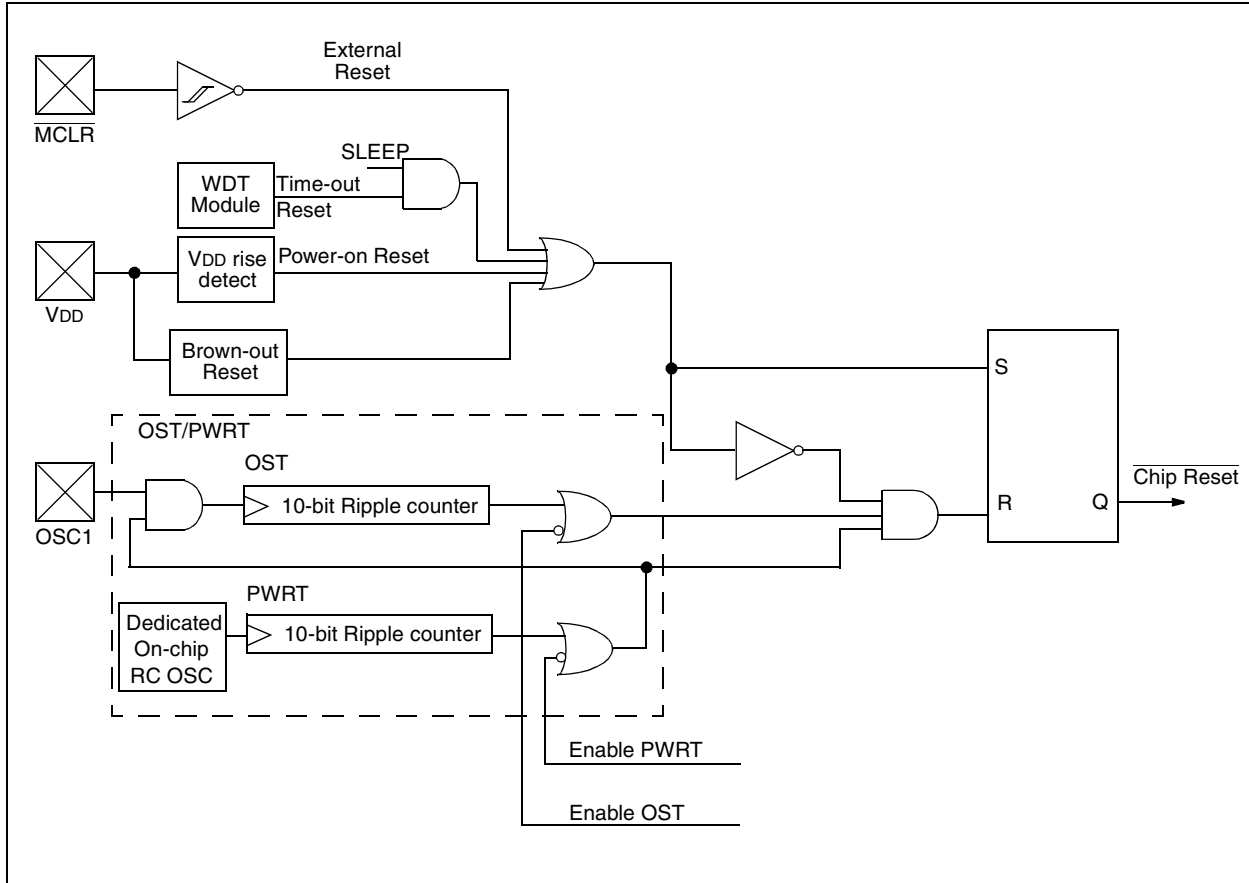 External
Reset
MCLR
SLEEP
WDT
Module
Time-out
Reset
VDD rise
detect
Power-on Reset
VDD
Brown-out
Reset
S
OST/PWRT
OST
10-bit Ripple counter
OSC1
R
Q
Chip Reset
PWRT
Dedicated
On-chip
RC OSC
10-bit Ripple counter
Enable PWRT
Enable OST